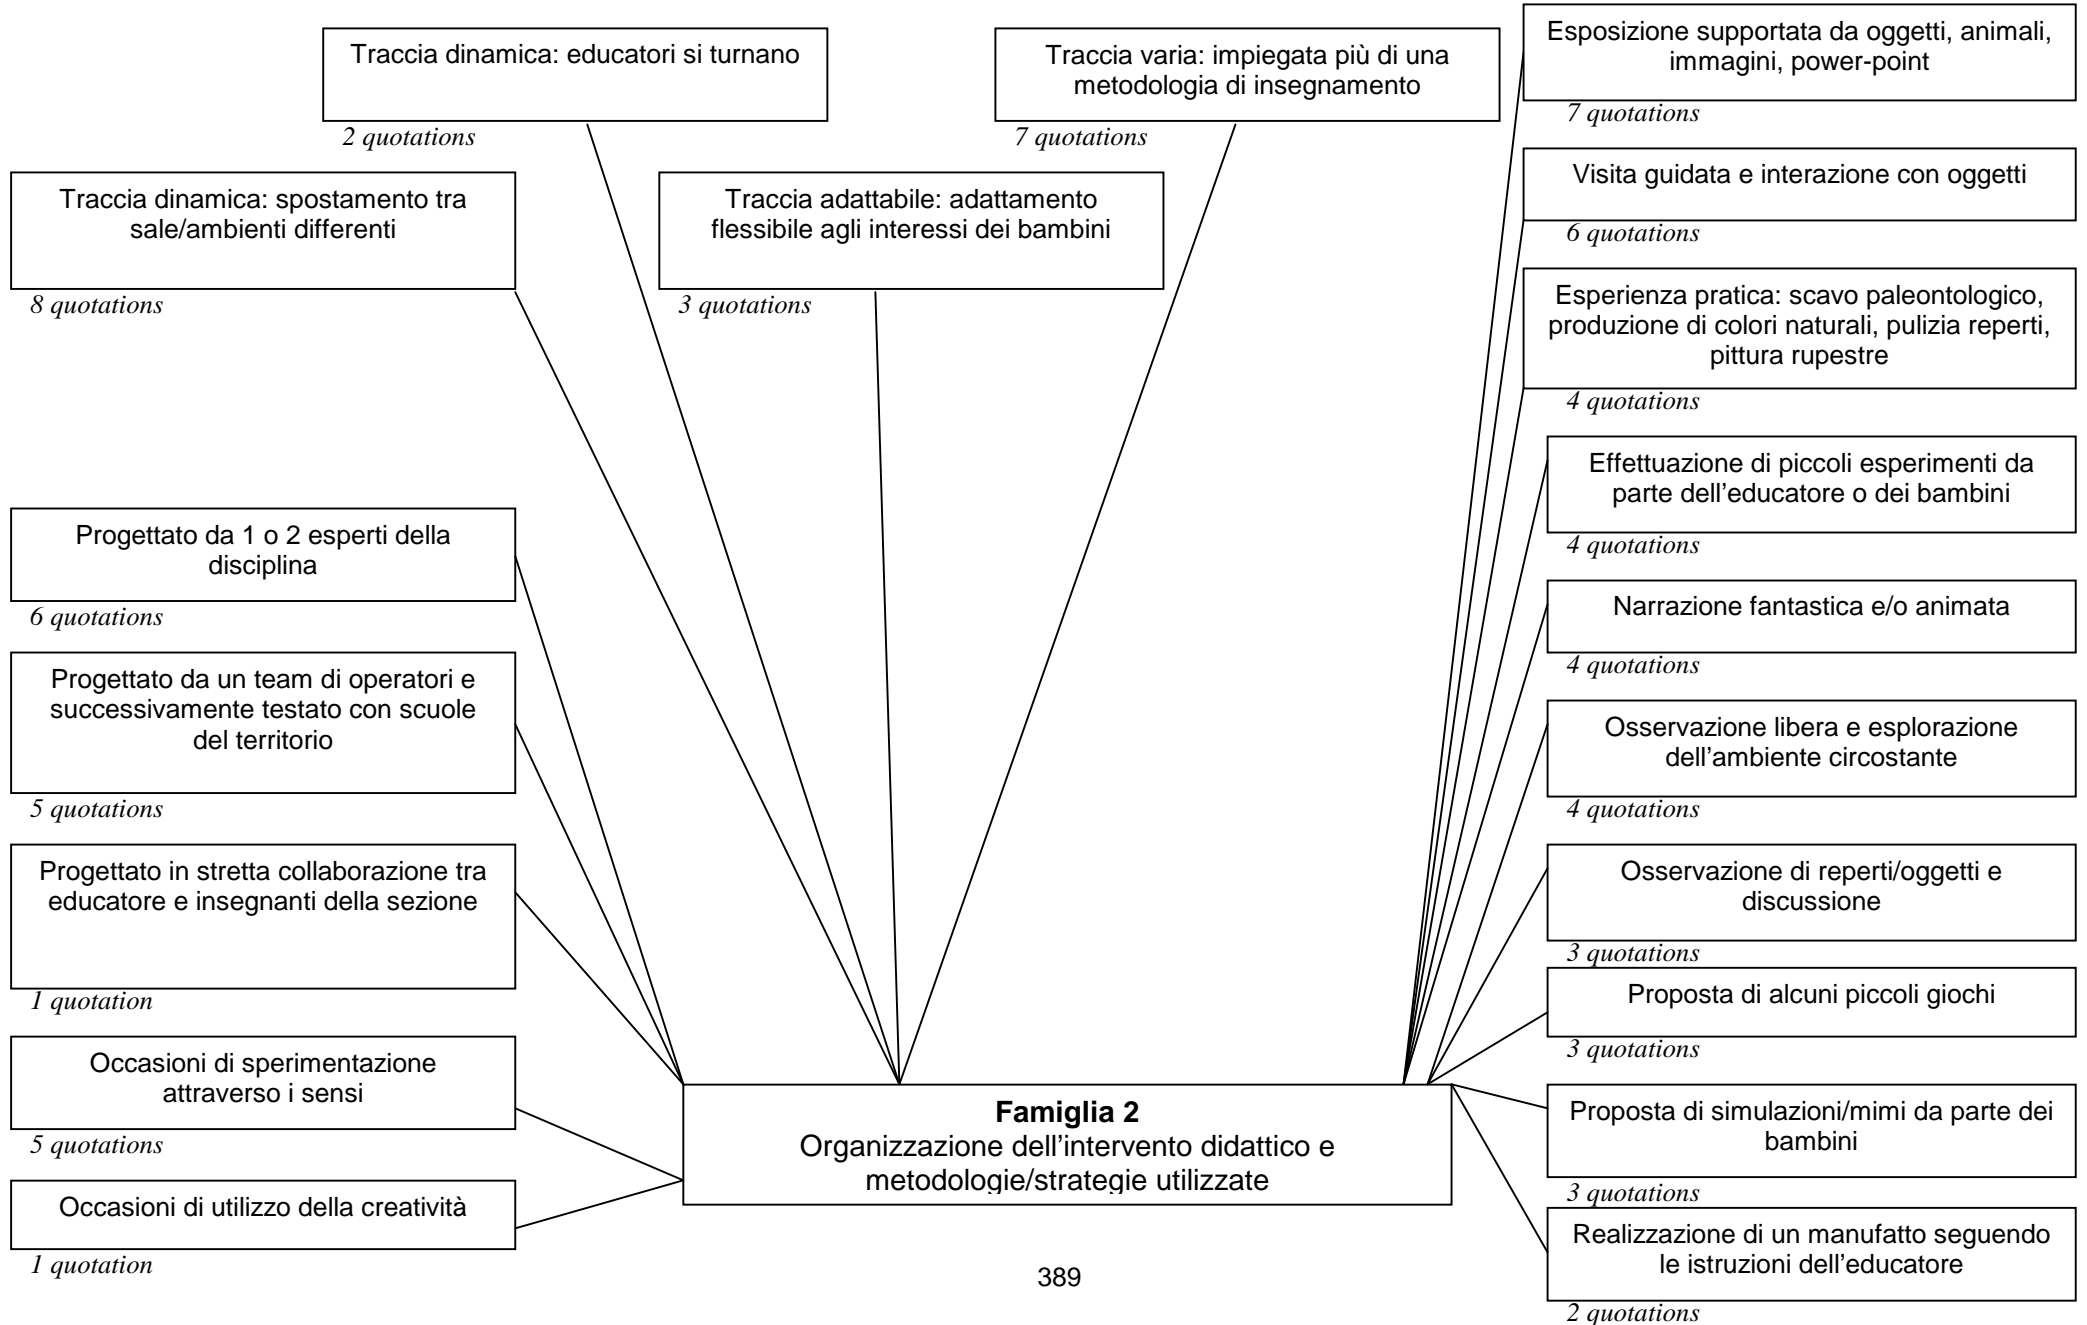 Traccia dinamica: educatori si turnano
2 quotations
Traccia varia: impiegata più di una
metodologia di insegnamento
7 quotations
Traccia dinamica: spostamento tra
sale/ambienti differenti
8 quotations
Traccia adattabile: adattamento
flessibile agli interessi dei bambini
3 quotations
Progettato da 1 o 2 esperti della
disciplina
6 quotations
Progettato da un team di operatori e
successivamente testato con scuole
del territorio
5 quotations
Progettato in stretta collaborazione tra
educatore e insegnanti della sezione
1 quotation
Occasioni di sperimentazione
attraverso i sensi
5 quotations
Occasioni di utilizzo della creatività
1 quotation
Famiglia 2
Organizzazione dell’intervento didattico e
metodologie/strategie utilizzate
Esposizione supportata da oggetti, animali,
immagini, power-point
7 quotations
Visita guidata e interazione con oggetti
6 quotations
Esperienza pratica: scavo paleontologico,
produzione di colori naturali, pulizia reperti,
pittura rupestre
4 quotations
Effettuazione di piccoli esperimenti da
parte dell’educatore o dei bambini
4 quotations
Narrazione fantastica e/o animata
4 quotations
Osservazione libera e esplorazione
dell’ambiente circostante
4 quotations
Osservazione di reperti/oggetti e
discussione
3 quotations
Proposta di alcuni piccoli giochi
3 quotations
Proposta di simulazioni/mimi da parte dei
bambini
3 quotations
Realizzazione di un manufatto seguendo
le istruzioni dell’educatore
2 quotations
389